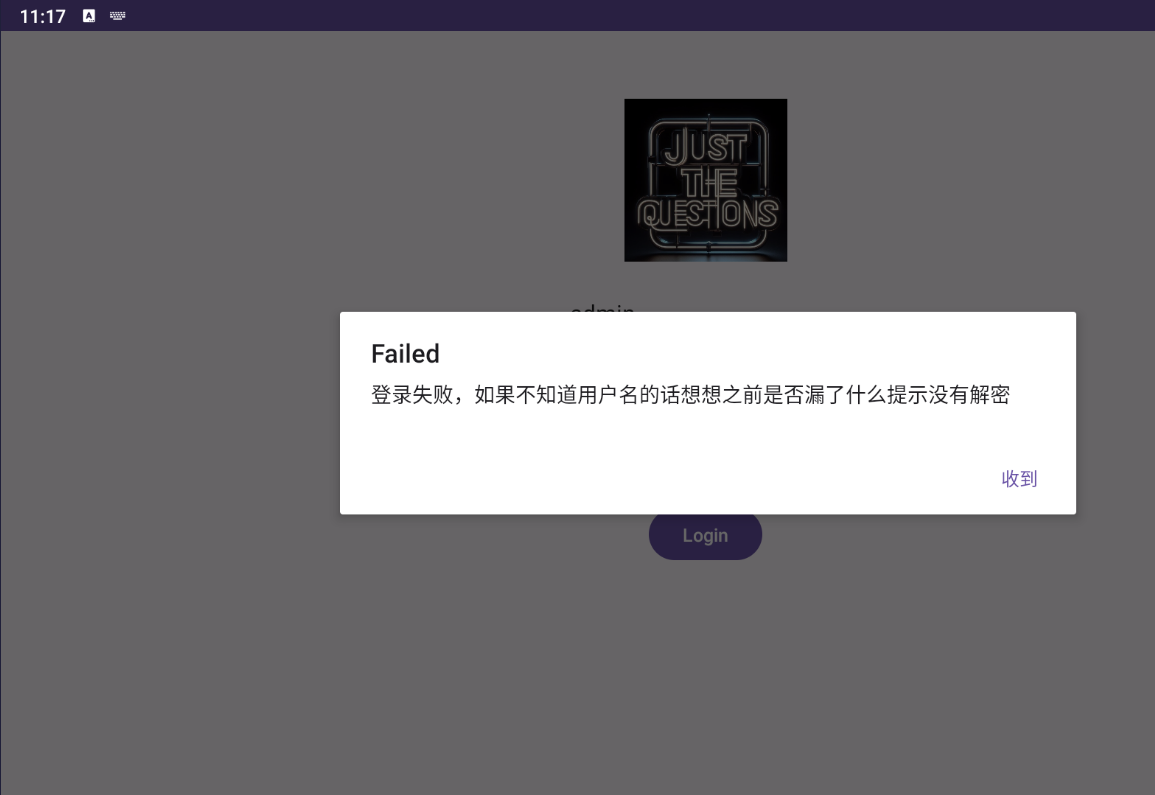 11:17
JUST
THE
QUESTIONS
admin
Failed
登录失败，如果不知道用户名的话想想之前是否漏了什么提示没有解密
收到
Login